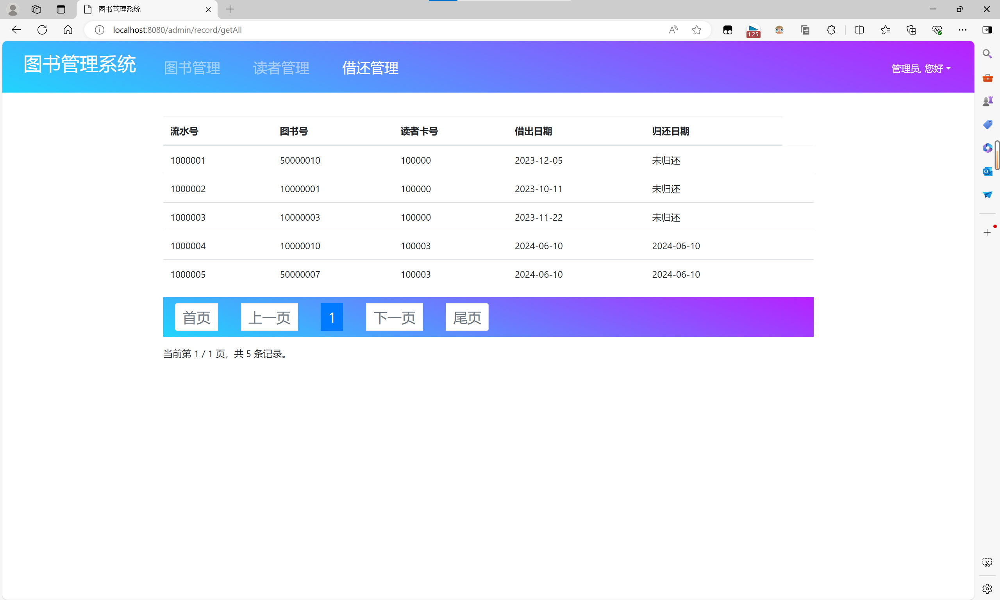 图书管理系统
localhost:8080/admin/record/getAll
1.25
图书管理系统 图书管理 读者管理 借还管理 管理员, 您好
流水号 图书号 读者卡号 借出日期 归还日期
1000001 50000010 100000 2023-12-05 未归还
1000002 10000001 100000 2023-10-11 未归还
1000003 10000003 100000 2023-11-22 未归还
1000004 10000010 100003 2024-06-10 2024-06-10
1000005 50000007 100003 2024-06-10 2024-06-10
首页 上一页 1 下一页 尾页
当前第 1 / 1 页，共 5 条记录。